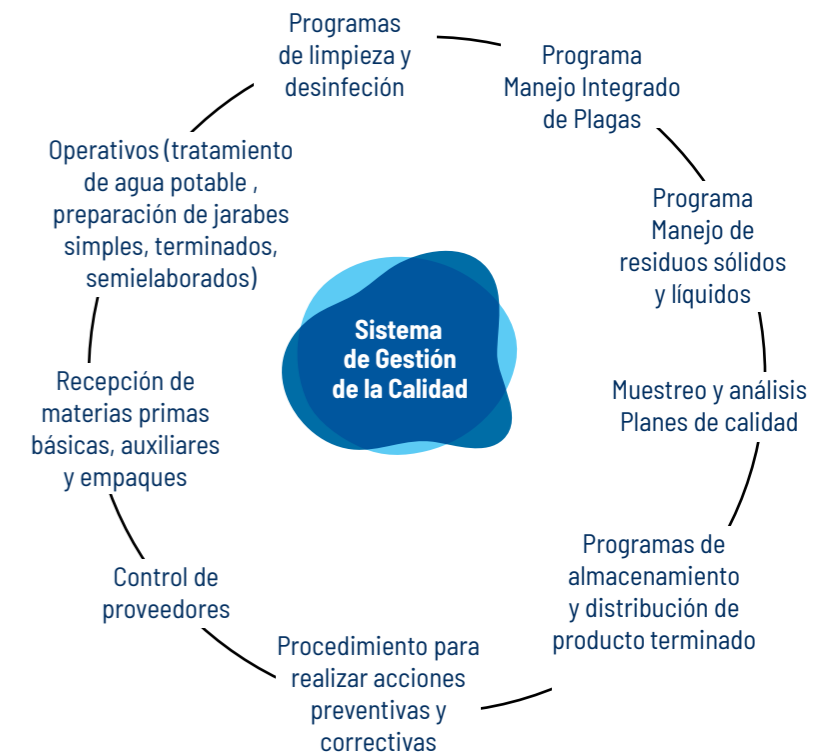 Programas
de limpieza y
desinfeción
Programa
Manejo Integrado
de Plagas
Programa
Manejo de
residuos sólidos
y líquidos
Muestreo y análisis
Planes de calidad
Programas de
almacenamiento
y distribución de
producto terminado
Procedimiento para
realizar acciones
preventivas y
correctivas
Control de
proveedores
Recepción de
materias primas
básicas, auxiliares
y empaques
Operativos (tratamiento
de agua potable ,
preparación de jarabes
simples, terminados,
semielaborados)
Sistema
de Gestión
de la Calidad